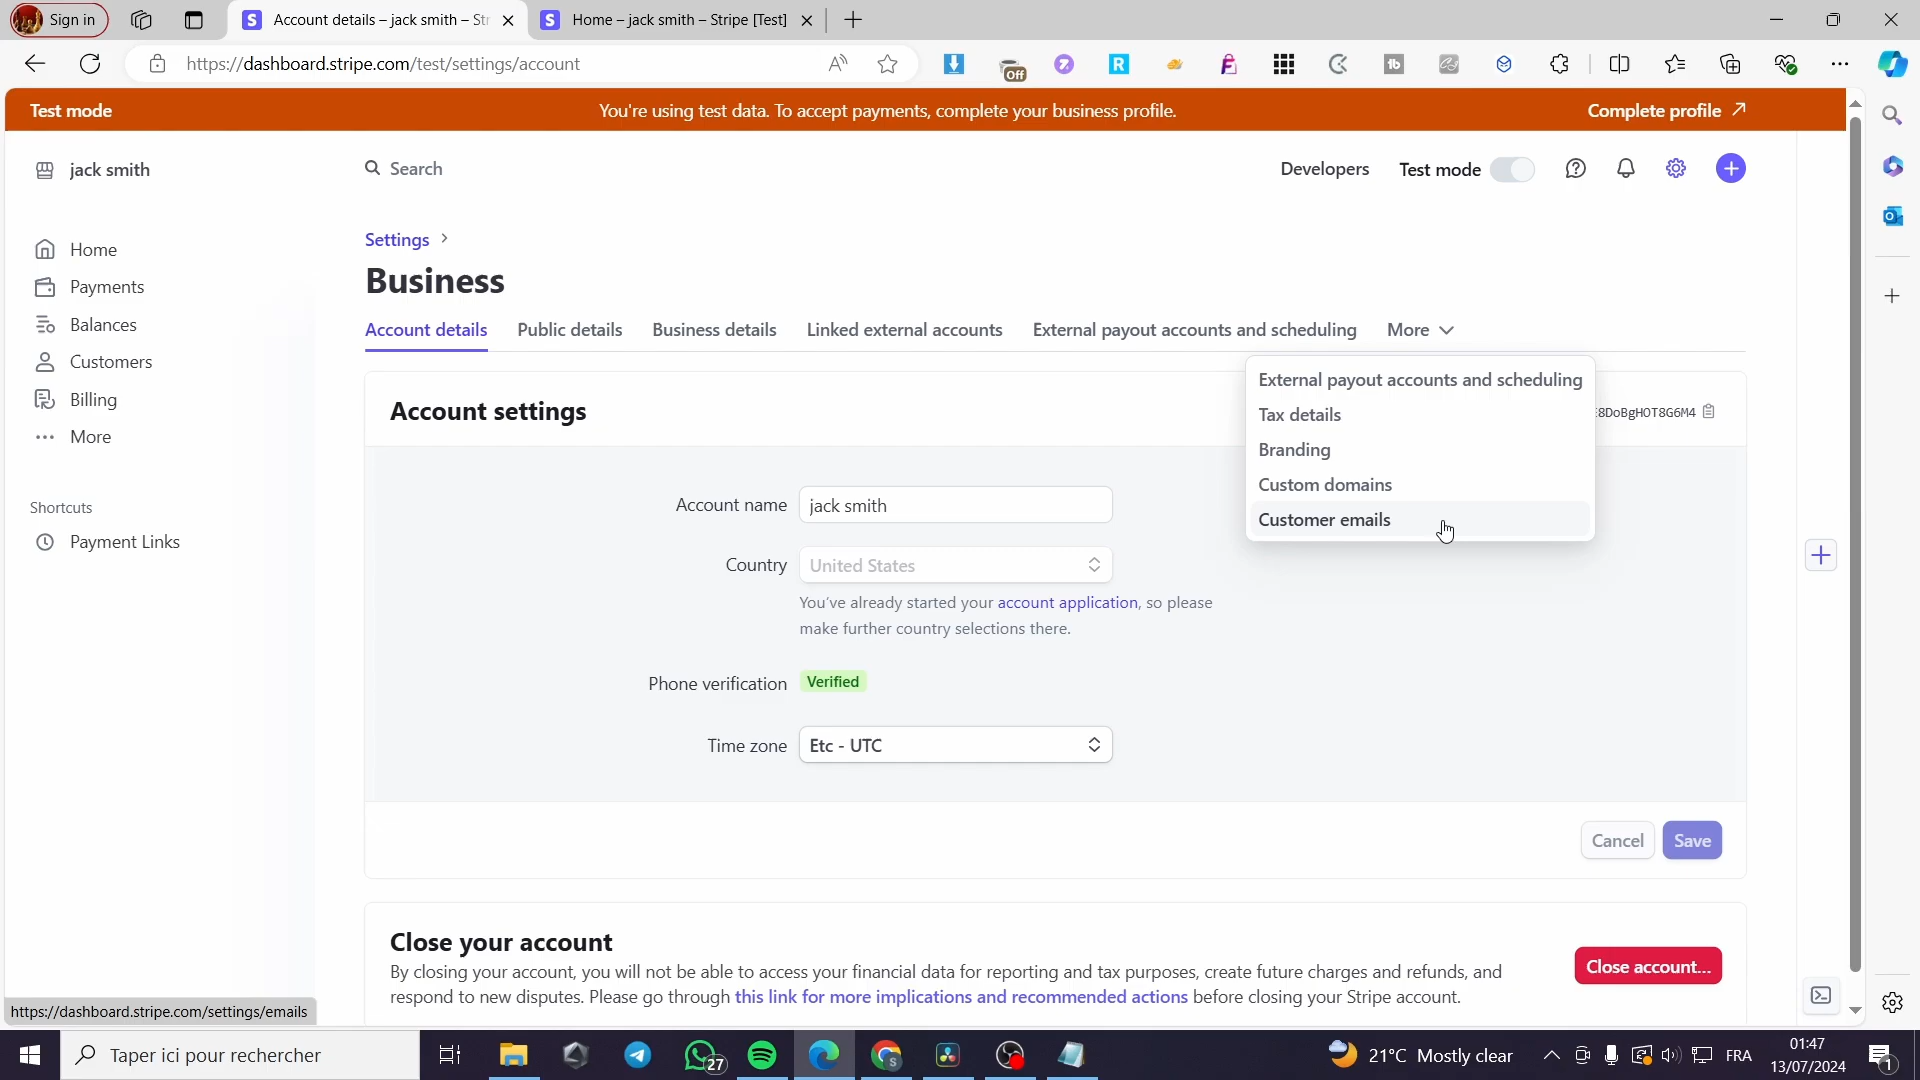 Sign in
Account details – jack smith – Str
Home – jack smith – Stripe [Test]
https://dashboard.stripe.com/test/settings/account
Off
Test mode
You're using test data. To accept payments, complete your business profile.
Complete profile
jack smith
Search
Developers
Test mode
Home
Payments
Balances
Customers
Billing
More
Shortcuts
Payment Links
Settings
Business
Account details
Public details
Business details
Linked external accounts
External payout accounts and scheduling
More
External payout accounts and scheduling
Tax details
Branding
Custom domains
Customer emails
Account settings
8DoBgHOT8G6M4
Account name
jack smith
Country
United States
You've already started your account application, so please
make further country selections there.
Phone verification
Verified
Time zone
Etc - UTC
Cancel
Save
Close your account
By closing your account, you will not be able to access your financial data for reporting and tax purposes, create future charges and refunds, and
respond to new disputes. Please go through this link for more implications and recommended actions before closing your Stripe account.
Close account...
https://dashboard.stripe.com/settings/emails
Taper ici pour rechercher
27
21°C Mostly clear
FRA
01:47
13/07/2024
1